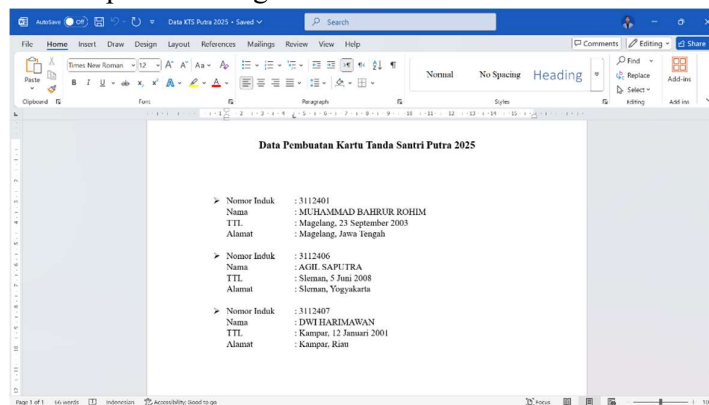 AutoSave Off Data KTS Putra 2025 • Saved Search
File Home Insert Draw Design Layout References Mailings Review View Help Comments Editing Share
Times New Roman 12 Find
Paste Normal No Spacing Heading Replace Add-ins
Select
Clipboard Font Paragraph Styles Editing Add-ins
Data Pembuatan Kartu Tanda Santri Putra 2025
➢ Nomor Induk : 3112401
Nama : MUHAMMAD BAHRUR ROHIM
TTL : Magelang, 23 September 2003
Alamat : Magelang, Jawa Tengah
➢ Nomor Induk : 3112406
Nama : AGIL SAPUTRA
TTL : Sleman, 5 Juni 2008
Alamat : Sleman, Yogyakarta
➢ Nomor Induk : 3112407
Nama : DWI HARIMAWAN
TTL : Kampar, 12 Januari 2001
Alamat : Kampar, Riau
Page 1 of 1 66 words Indonesian Accessibility: Good to go Focus